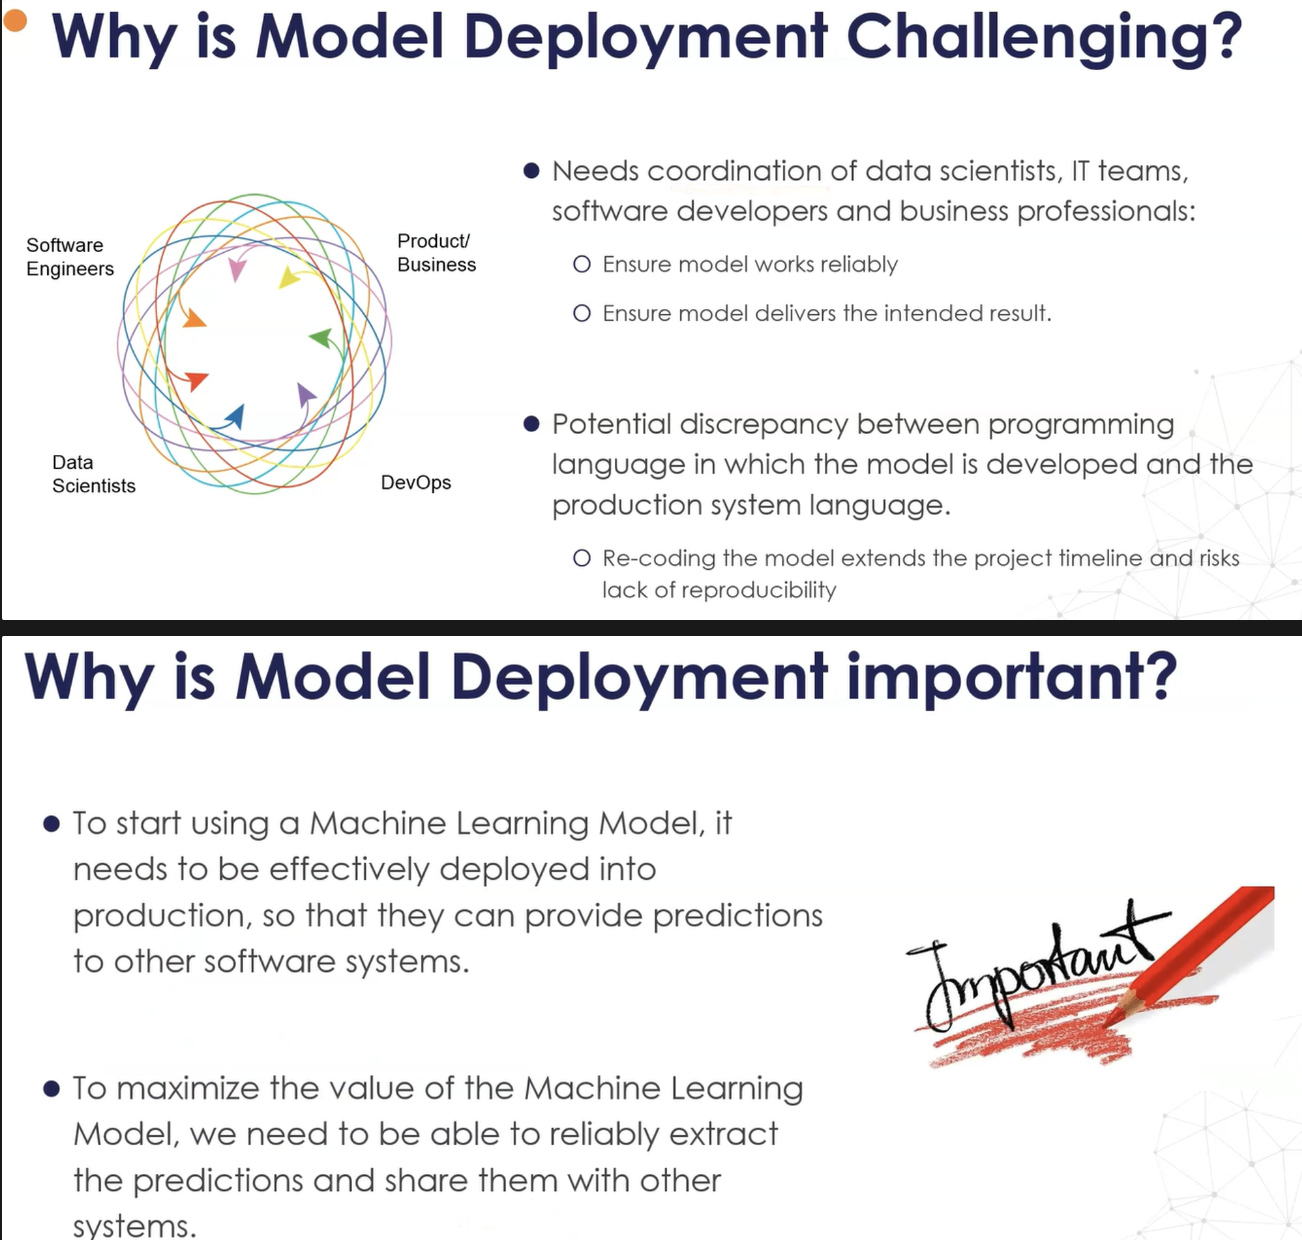 Why is Model Deployment Challenging?
Software
Engineers
Product/
Business
Data
Scientists
DevOps
● Needs coordination of data scientists, IT teams,
software developers and business professionals:
○ Ensure model works reliably
○ Ensure model delivers the intended result.
● Potential discrepancy between programming
language in which the model is developed and the
production system language.
○ Re-coding the model extends the project timeline and risks
lack of reproducibility
Why is Model Deployment important?
● To start using a Machine Learning Model, it
needs to be effectively deployed into
production, so that they can provide predictions
to other software systems.
Important
● To maximize the value of the Machine Learning
Model, we need to be able to reliably extract
the predictions and share them with other
systems.